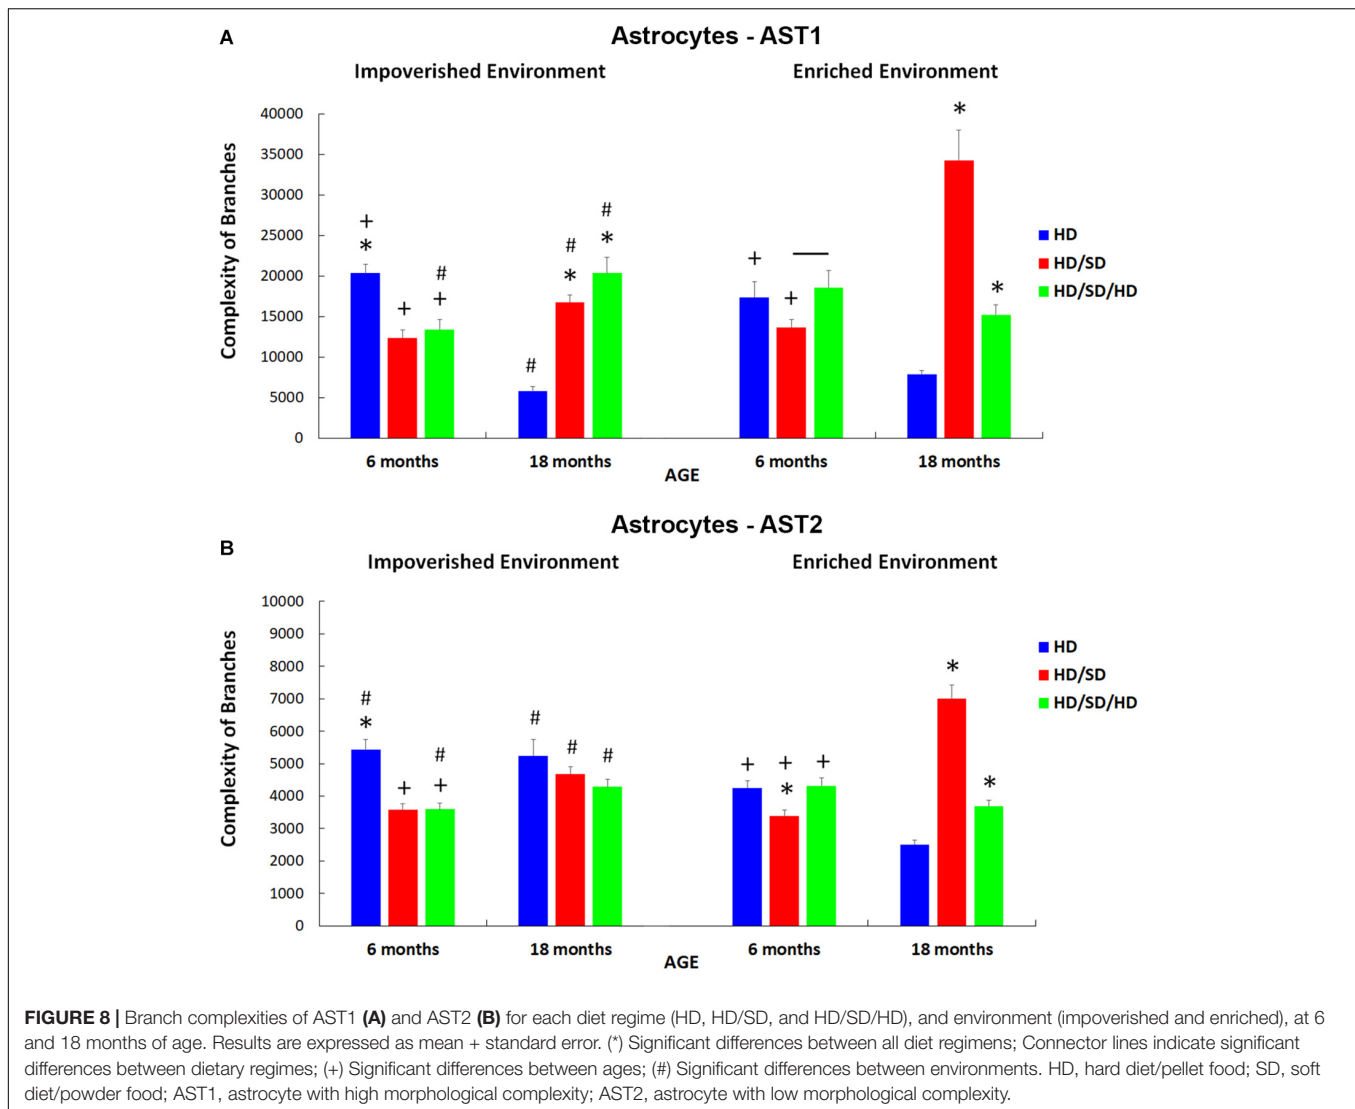 A
Astrocytes - AST1
Impoverished Environment
Enriched Environment
Complexity of Branches
40000
35000
30000
25000
20000
15000
10000
5000
0
+
*
+
#
+
#
#
*
#
*
+
+
*
*
HD
HD/SD
HD/SD/HD
6 months
18 months
6 months
18 months
AGE
Astrocytes - AST2
B
Impoverished Environment
Enriched Environment
Complexity of Branches
10000
9000
8000
7000
6000
5000
4000
3000
2000
1000
0
#
*
+
#
+
#
#
#
+
+
*
+
*
*
HD
HD/SD
HD/SD/HD
6 months
18 months
6 months
18 months
AGE
FIGURE 8 | Branch complexities of AST1 (A) and AST2 (B) for each diet regime (HD, HD/SD, and HD/SD/HD), and environment (impoverished and enriched), at 6
and 18 months of age. Results are expressed as mean + standard error. (*) Significant differences between all diet regimens; Connector lines indicate significant
differences between dietary regimes; (+) Significant differences between ages; (#) Significant differences between environments. HD, hard diet/pellet food; SD, soft
diet/powder food; AST1, astrocyte with high morphological complexity; AST2, astrocyte with low morphological complexity.